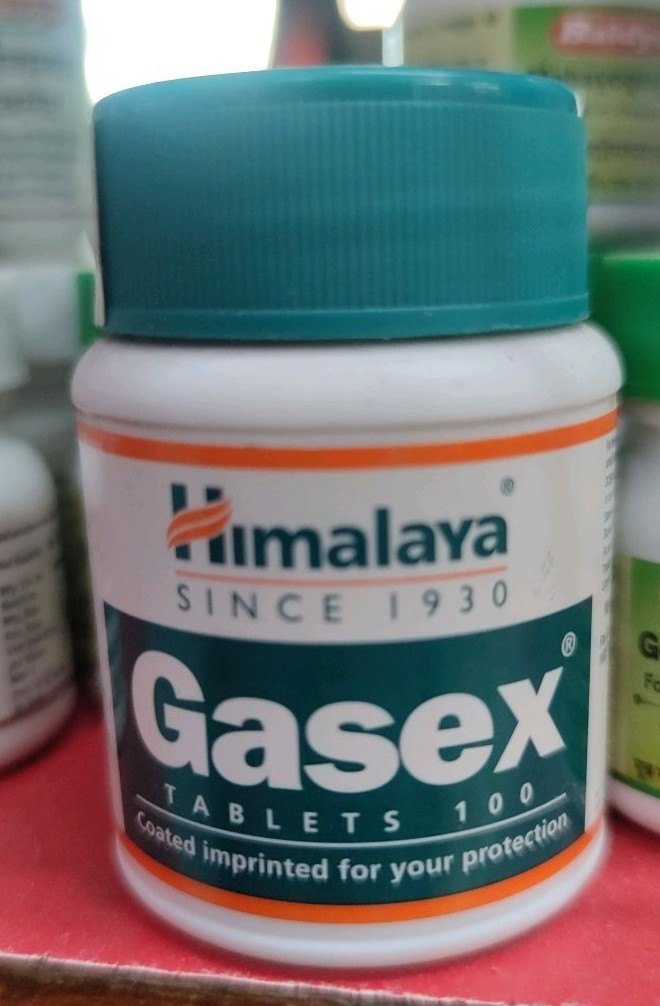 Himalaya®
SINCE 1930
Gasex®
TABLETS 100
Coated imprinted for your protection